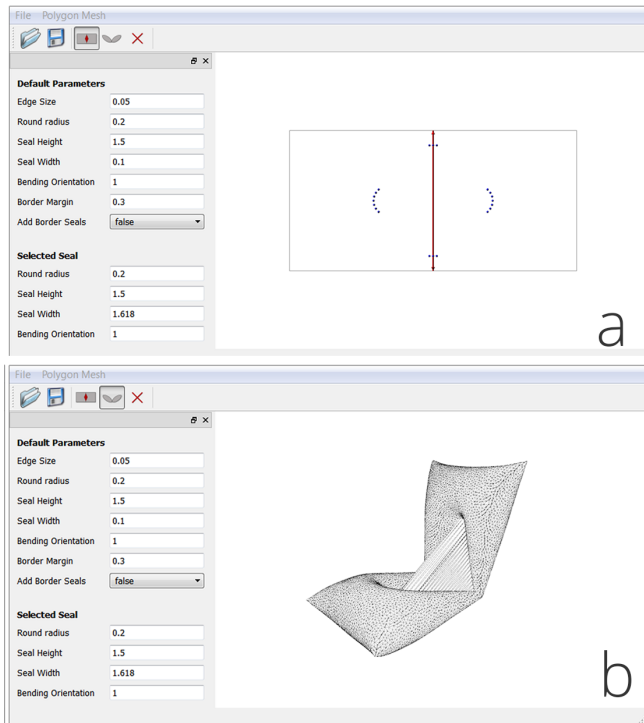 File Polygon Mesh
Default Parameters
Edge Size 0.05
Round radius 0.2
Seal Height 1.5
Seal Width 0.1
Bending Orientation 1
Border Margin 0.3
Add Border Seals false
Selected Seal
Round radius 0.2
Seal Height 1.5
Seal Width 1.618
Bending Orientation 1
a
File Polygon Mesh
Default Parameters
Edge Size 0.05
Round radius 0.2
Seal Height 1.5
Seal Width 0.1
Bending Orientation 1
Border Margin 0.3
Add Border Seals false
Selected Seal
Round radius 0.2
Seal Height 1.5
Seal Width 1.618
Bending Orientation 1
b